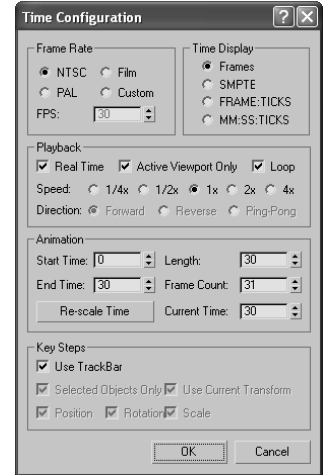 Time Configuration
Frame Rate
NTSC Film
PAL Custom
FPS: 30
Time Display
Frames
SMPTE
FRAME:TICKS
MM:SS:TICKS
Playback
Real Time Active Viewport Only Loop
Speed: 1/4x 1/2x 1x 2x 4x
Direction: Forward Reverse Ping-Pong
Animation
Start Time: 0 Length: 30
End Time: 30 Frame Count: 31
Re-scale Time Current Time: 30
Key Steps
Use TrackBar
Selected Objects Only Use Current Transform
Position Rotation Scale
OK Cancel